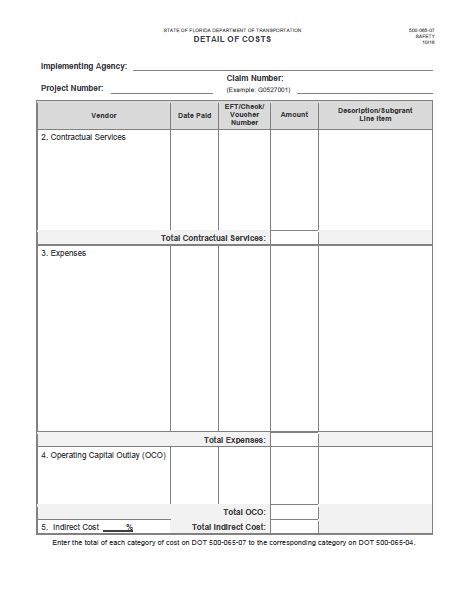 STATE OF FLORIDA DEPARTMENT OF TRANSPORTATION
DETAIL OF COSTS
500-065-07
SAFETY
10/16
Implementing Agency:
Claim Number:
Project Number:
(Example: G0527001)
Vendor
Date Paid
EFT/Check/
Voucher
Number
Amount
Description/Subgrant
Line Item
2. Contractual Services
Total Contractual Services:
3. Expenses
Total Expenses:
4. Operating Capital Outlay (OCO)
Total OCO:
5. Indirect Cost _____% Total Indirect Cost:
Enter the total of each category of cost on DOT 500-065-07 to the corresponding category on DOT 500-065-04.